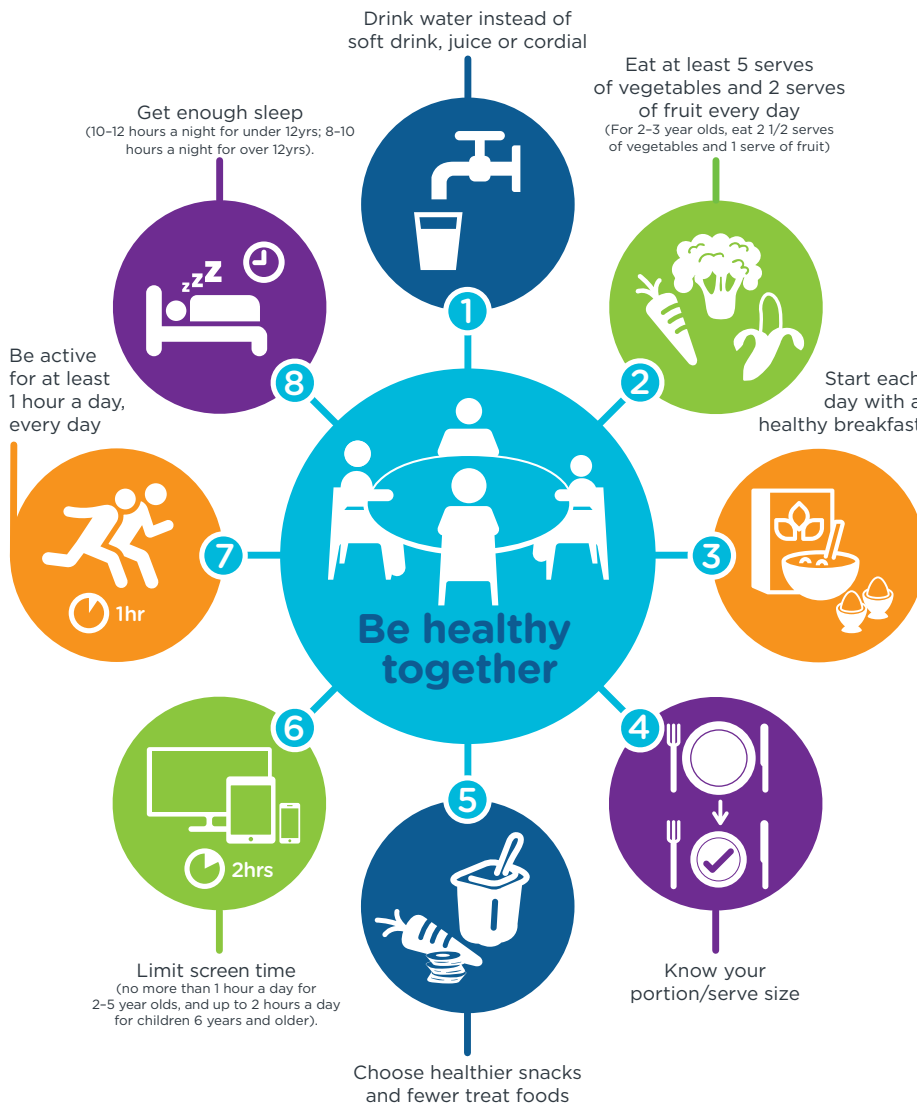 Drink water instead of
soft drink, juice or cordial
1
Eat at least 5 serves
of vegetables and 2 serves
of fruit every day
(For 2–3 year olds, eat 2 1/2 serves
of vegetables and 1 serve of fruit)
2
Start each
day with a
healthy breakfast
3
4
Know your
portion/serve size
5
Choose healthier snacks
and fewer treat foods
6
2hrs
Limit screen time
(no more than 1 hour a day for
2–5 year olds, and up to 2 hours a day
for children 6 years and older).
Be active
for at least
1 hour a day,
every day
7
1hr
Get enough sleep
(10–12 hours a night for under 12yrs; 8–10
hours a night for over 12yrs).
zzZ
8
Be healthy
together